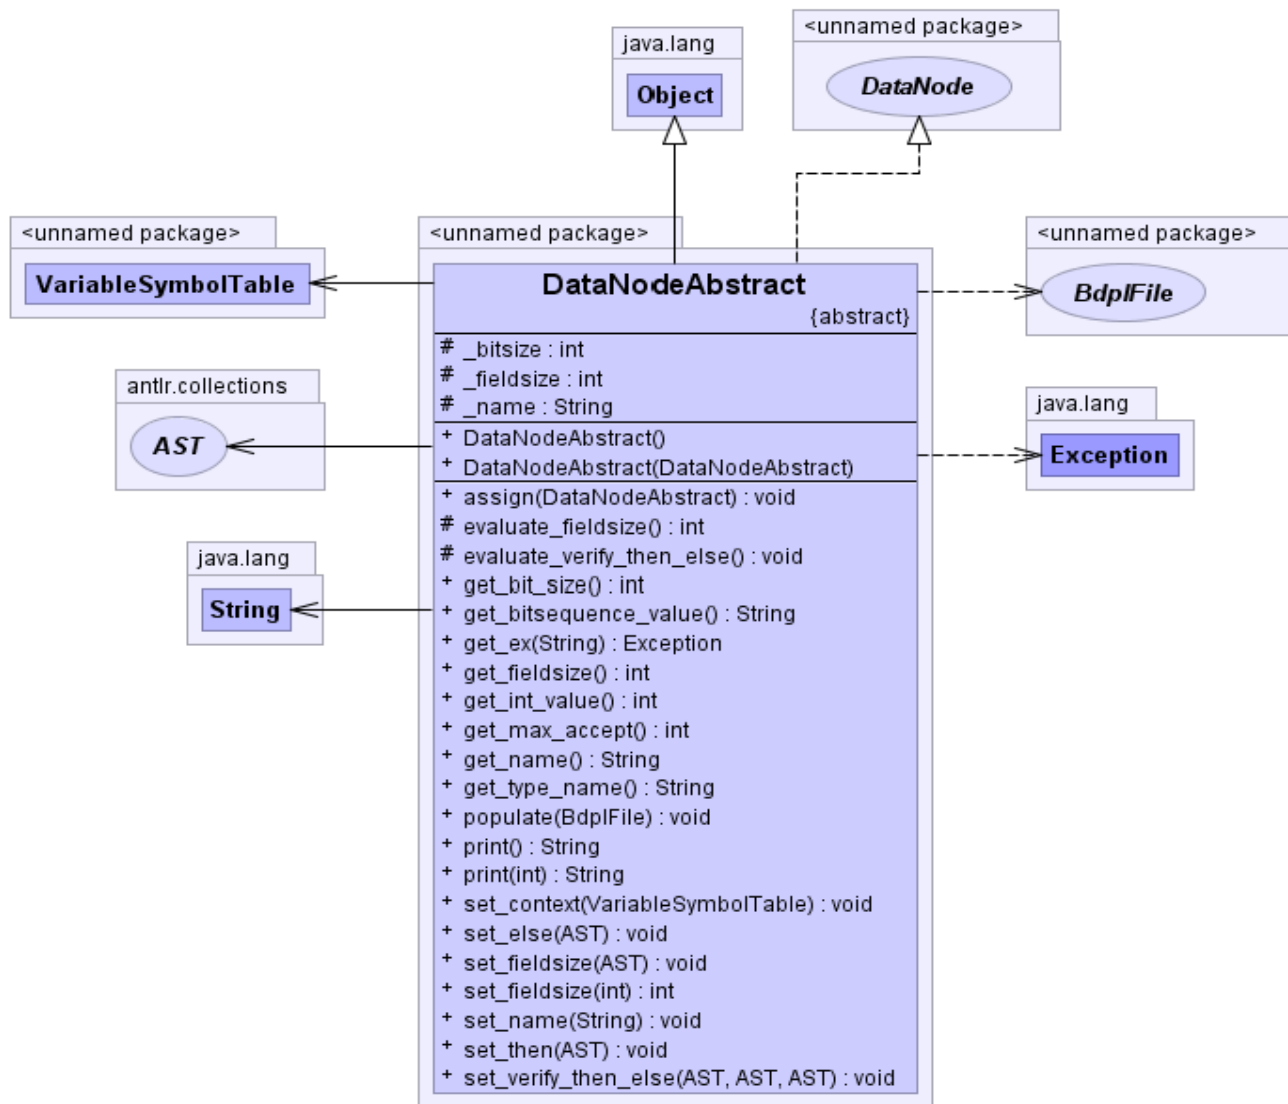 java.lang
Object
<unnamed package>
DataNode
<unnamed package>
VariableSymbolTable
<unnamed package>
<unnamed package>
BdplFile
antlr.collections
AST
java.lang
Exception
java.lang
String
DataNodeAbstract
{abstract}
# _bitsize : int
# _fieldsize : int
# _name : String
+ DataNodeAbstract()
+ DataNodeAbstract(DataNodeAbstract)
+ assign(DataNodeAbstract) : void
# evaluate_fieldsize() : int
# evaluate_verify_then_else() : void
+ get_bit_size() : int
+ get_bitsequence_value() : String
+ get_ex(String) : Exception
+ get_fieldsize() : int
+ get_int_value() : int
+ get_max_accept() : int
+ get_name() : String
+ get_type_name() : String
+ populate(BdplFile) : void
+ print() : String
+ print(int) : String
+ set_context(VariableSymbolTable) : void
+ set_else(AST) : void
+ set_fieldsize(AST) : void
+ set_fieldsize(int) : int
+ set_name(String) : void
+ set_then(AST) : void
+ set_verify_then_else(AST, AST, AST) : void